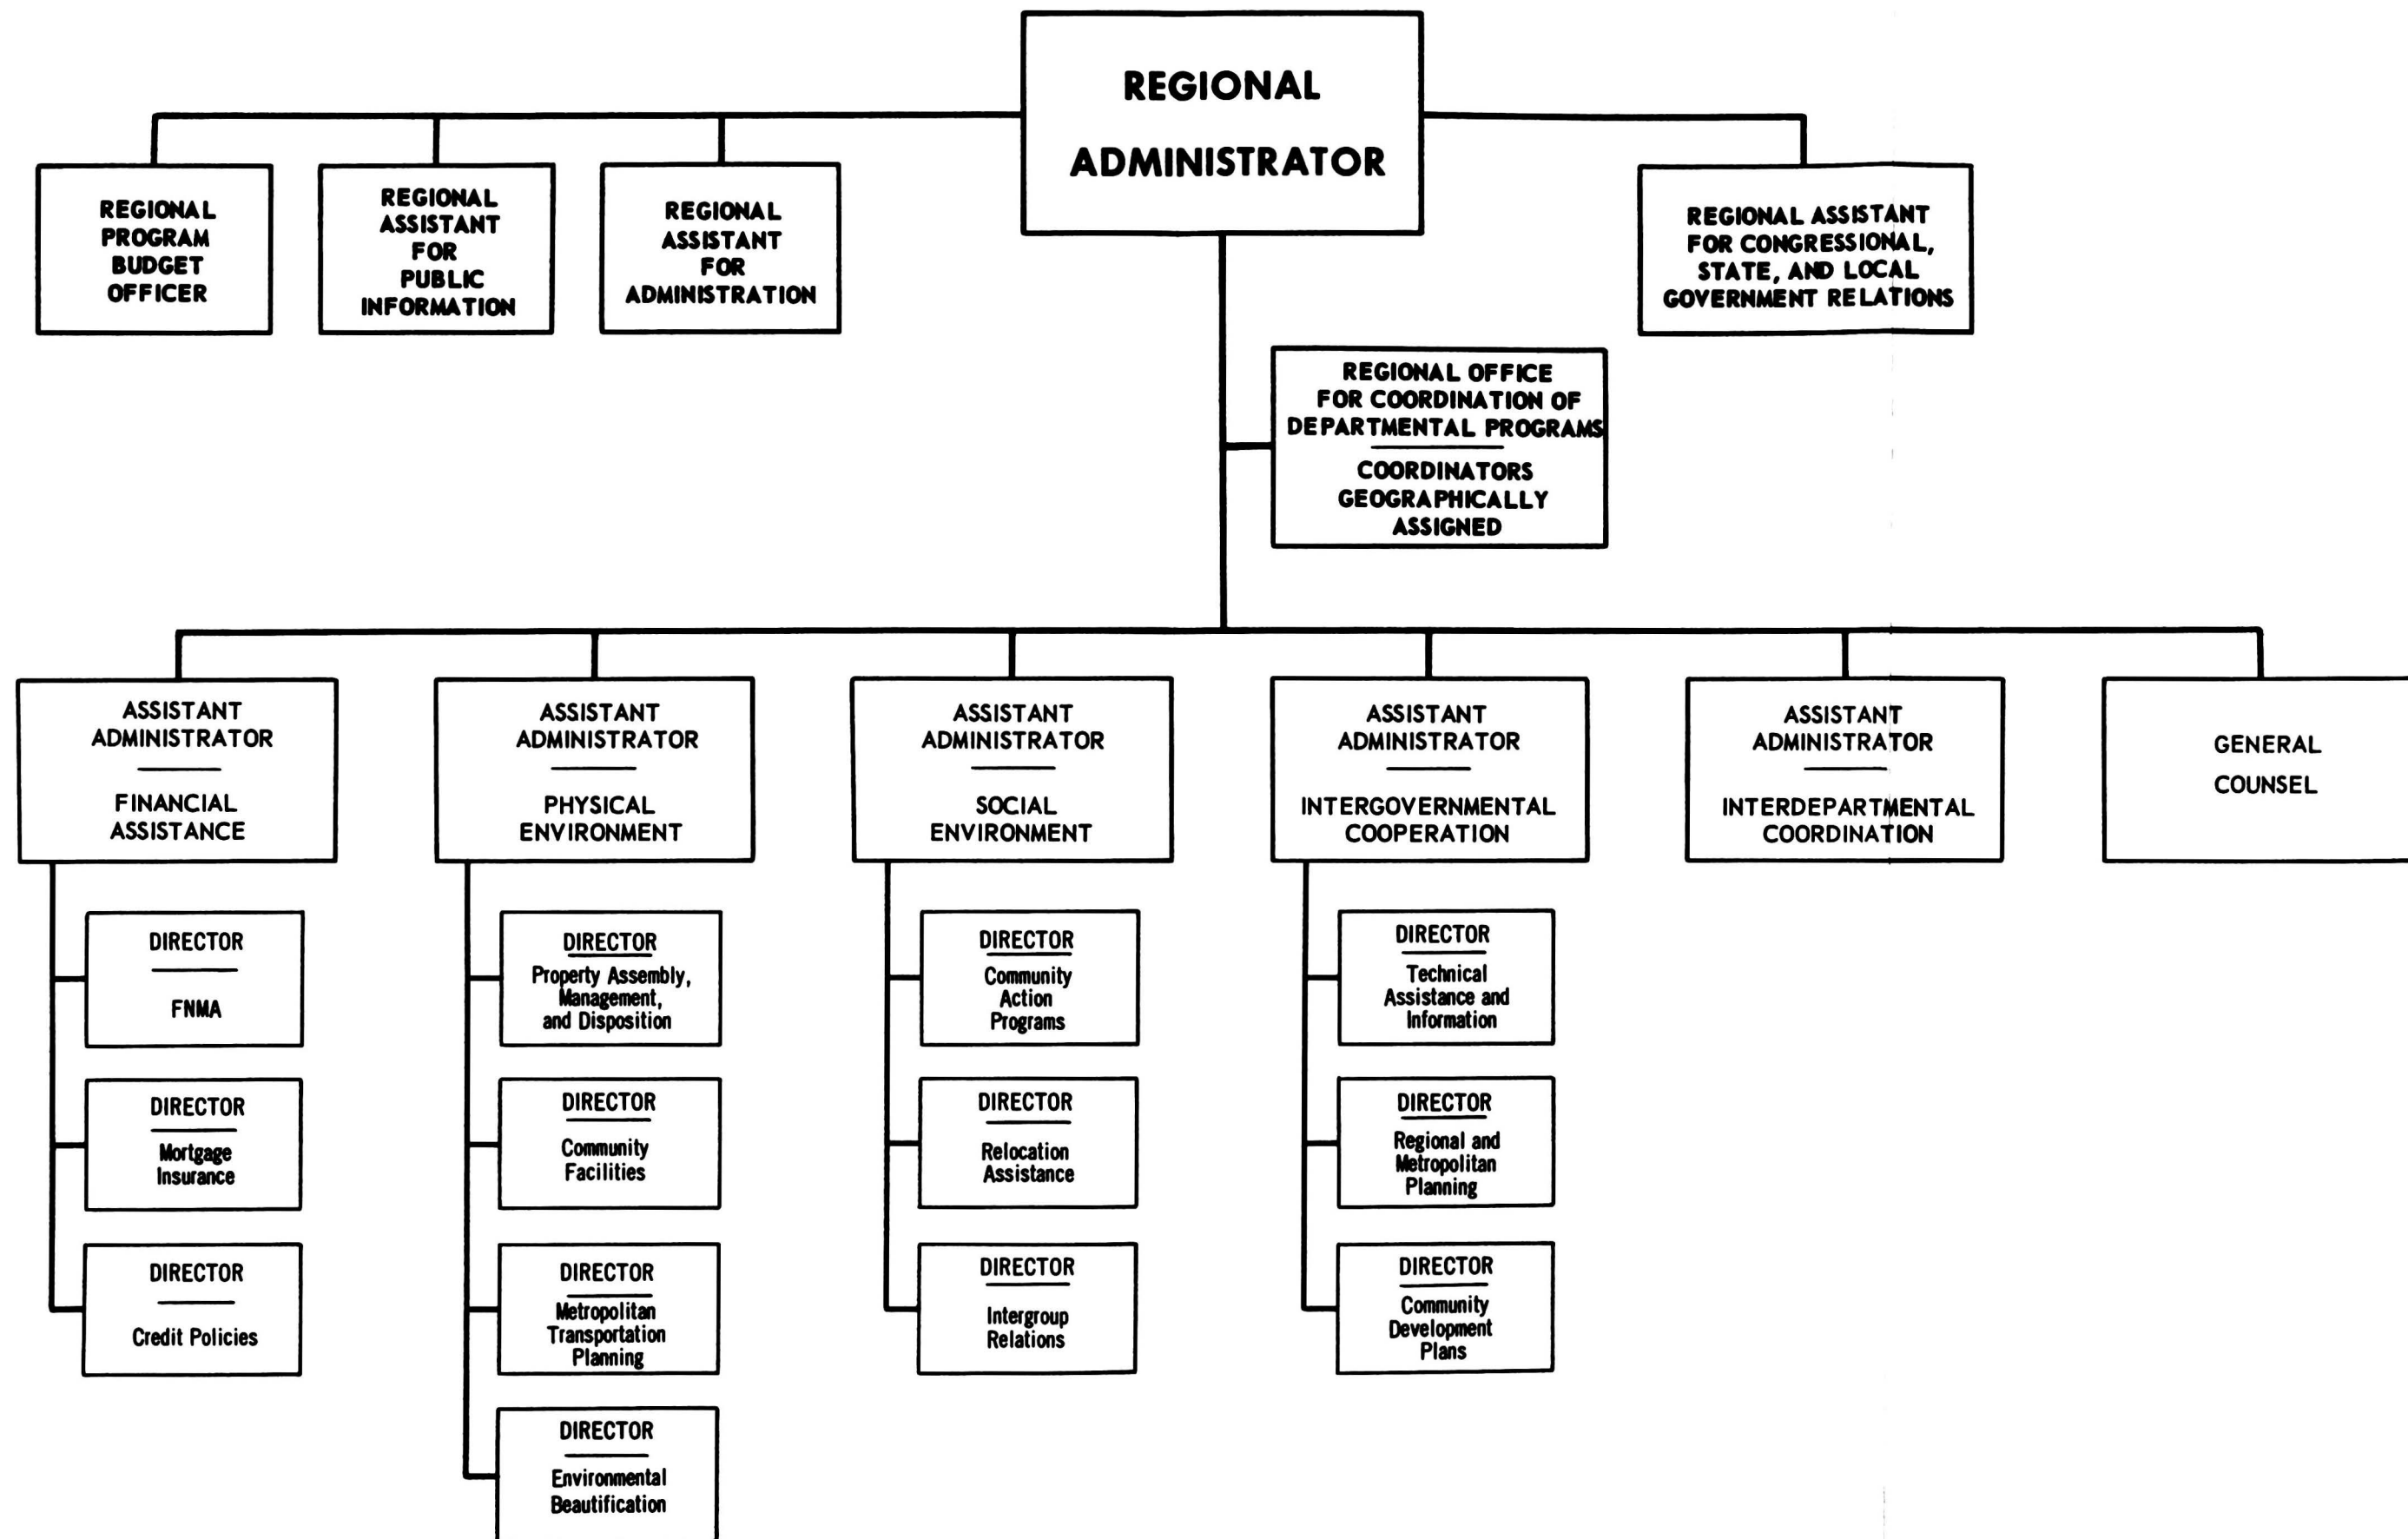 REGIONAL
ADMINISTRATOR
REGIONAL
PROGRAM
BUDGET
OFFICER
REGIONAL
ASSISTANT
FOR
PUBLIC
INFORMATION
REGIONAL
ASSISTANT
FOR
ADMINISTRATION
REGIONAL ASSISTANT
FOR CONGRESSIONAL,
STATE, AND LOCAL
GOVERNMENT RELATIONS
REGIONAL OFFICE
FOR COORDINATION OF
DEPARTMENTAL PROGRAMS
COORDINATORS
GEOGRAPHICALLY
ASSIGNED
ASSISTANT
ADMINISTRATOR
FINANCIAL
ASSISTANCE
ASSISTANT
ADMINISTRATOR
PHYSICAL
ENVIRONMENT
ASSISTANT
ADMINISTRATOR
SOCIAL
ENVIRONMENT
ASSISTANT
ADMINISTRATOR
INTERGOVERNMENTAL
COOPERATION
ASSISTANT
ADMINISTRATOR
INTERDEPARTMENTAL
COORDINATION
GENERAL
COUNSEL
DIRECTOR
FNMA
DIRECTOR
Mortgage
Insurance
DIRECTOR
Credit Policies
DIRECTOR
Property Assembly,
Management,
and Disposition
DIRECTOR
Community
Facilities
DIRECTOR
Metropolitan
Transportation
Planning
DIRECTOR
Environmental
Beautification
DIRECTOR
Community
Action
Programs
DIRECTOR
Relocation
Assistance
DIRECTOR
Intergroup
Relations
DIRECTOR
Technical
Assistance and
Information
DIRECTOR
Regional and
Metropolitan
Planning
DIRECTOR
Community
Development
Plans